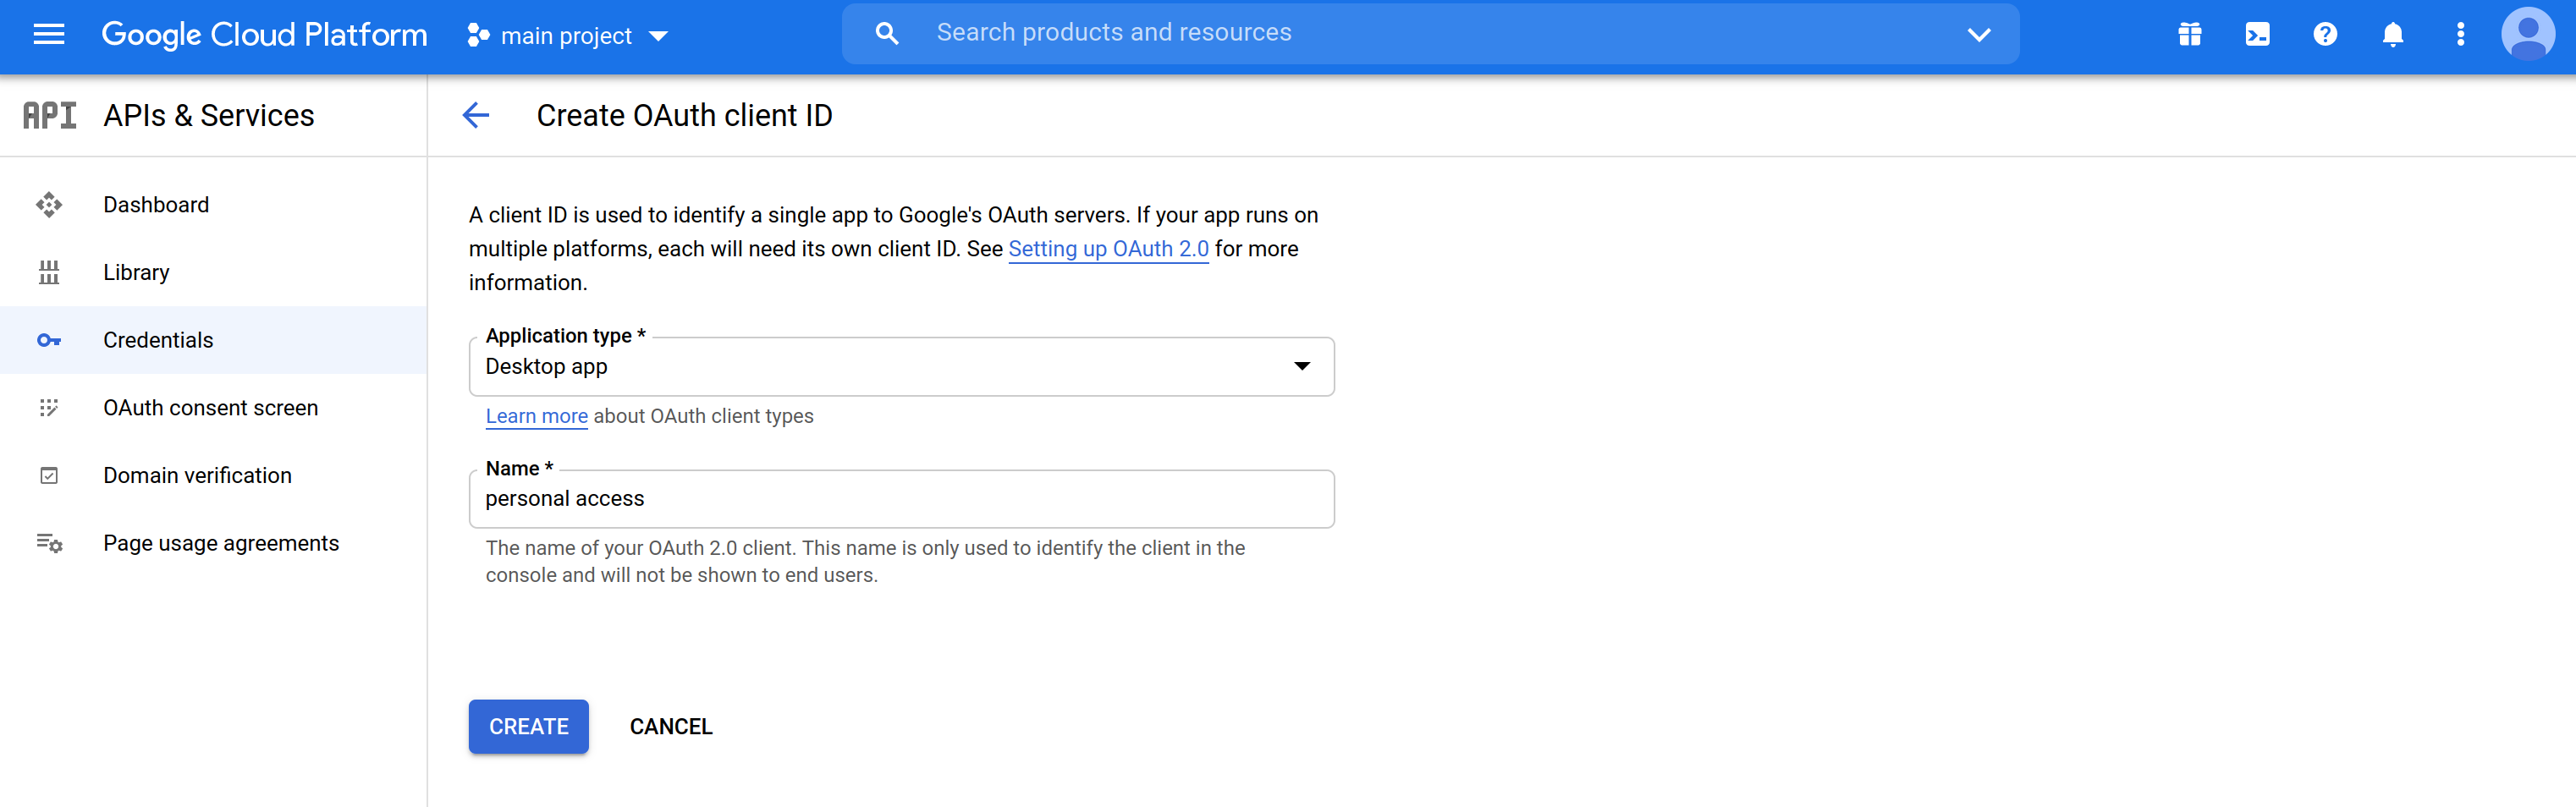 Google Cloud Platform
main project
Search products and resources
API
APIs & Services
Create OAuth client ID
Dashboard
Library
Credentials
OAuth consent screen
Domain verification
Page usage agreements
A client ID is used to identify a single app to Google's OAuth servers. If your app runs on
multiple platforms, each will need its own client ID. See Setting up OAuth 2.0 for more
information.
Application type *
Desktop app
Learn more about OAuth client types
Name *
personal access
The name of your OAuth 2.0 client. This name is only used to identify the client in the
console and will not be shown to end users.
CREATE
CANCEL